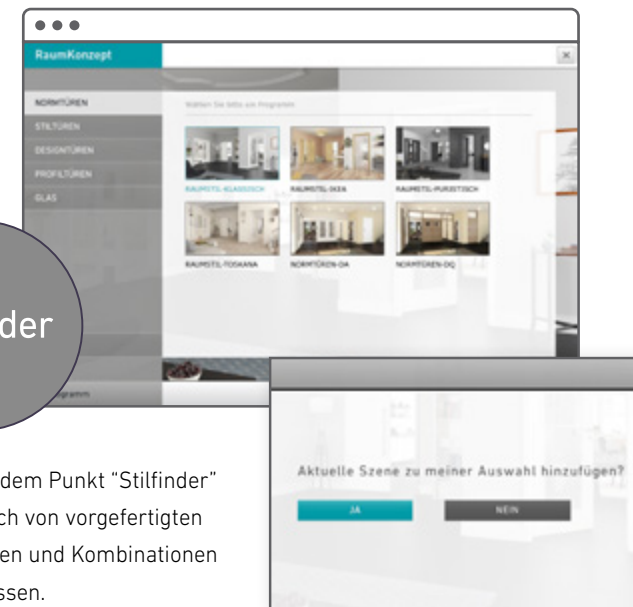 RaumKonzept
NORMTÜREN
Wählen Sie bitte ein Programm
STILTÜREN
DESIGNTÜREN
PROFILTÜREN
GLAS
RAUMSTIL-KLASSISCH
RAUMSTIL-IKEA
RAUMSTIL-PURISTISCH
RAUMSTIL-TOSKANA
NORMTÜREN-DA
NORMTÜREN-DQ
der
ogramm
Aktuelle Szene zu meiner Auswahl hinzufügen?
JA
NEIN
dem Punkt “Stilfinder”
ch von vorgefertigten
en und Kombinationen
ssen.